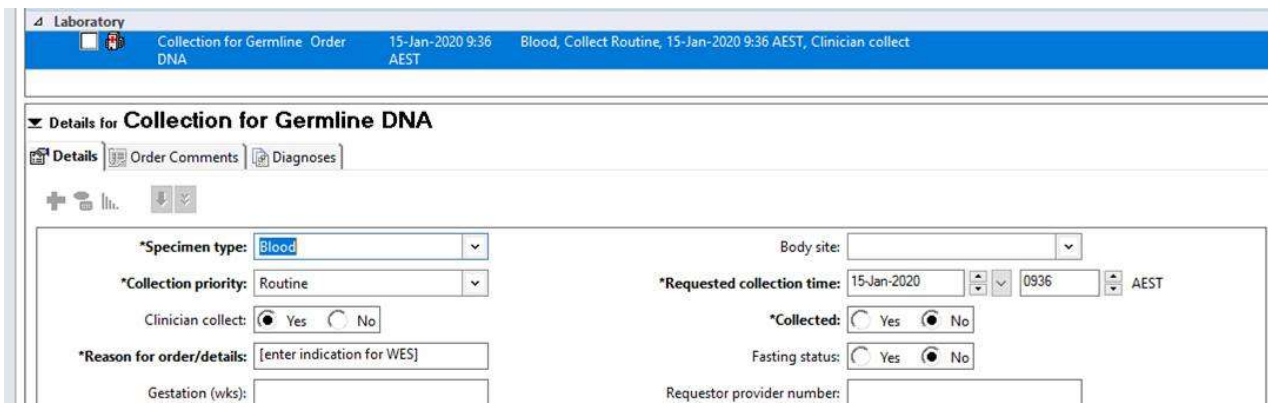 Laboratory
Collection for Germline Order 15-Jan-2020 9:36 Blood, Collect Routine, 15-Jan-2020 9:36 AEST, Clinician collect
DNA AEST
Details for Collection for Germline DNA
Details Order Comments Diagnoses
*Specimen type: Blood Body site:
*Collection priority: Routine *Requested collection time: 15-Jan-2020 0936 AEST
Clinician collect: Yes No *Collected: Yes No
*Reason for order/details: [enter indication for WES] Fasting status: Yes No
Gestation (wks): Requestor provider number: